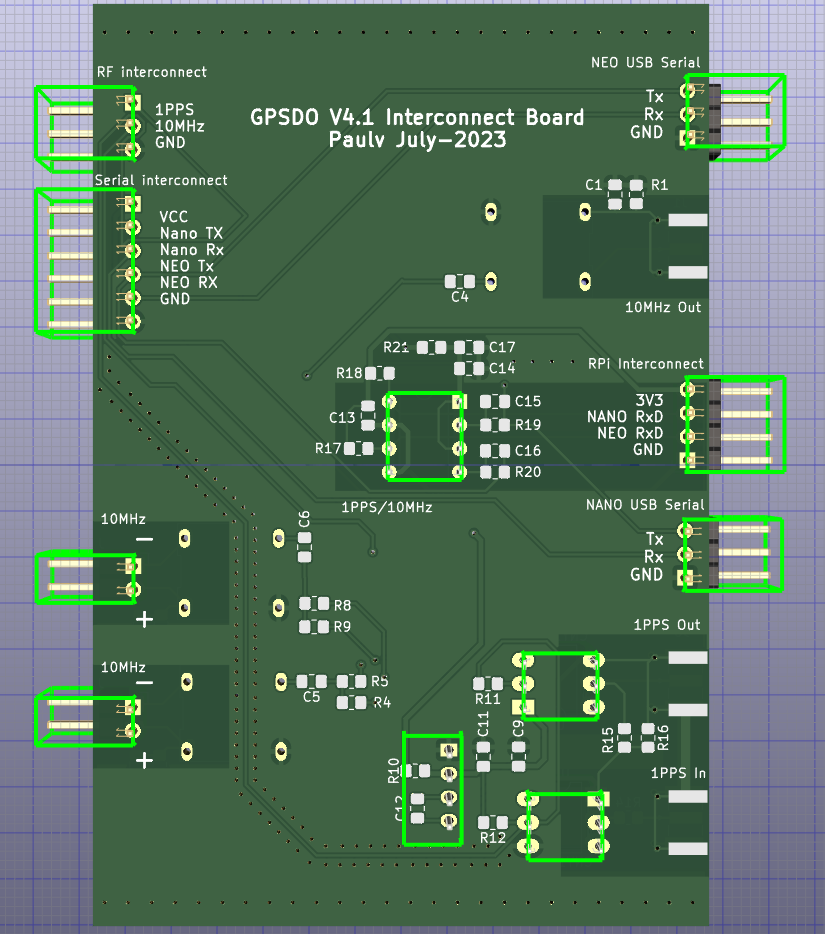 RF interconnect
NEO USB Serial
1PPS
10MHz
GND
GPSDO V4.1 Interconnect Board
Paulv July-2023
Tx
Rx
GND
Serial interconnect
VCC
Nano TX
Nano Rx
NEO Tx
NEO RX
GND
C1
R1
C4
10MHz Out
R21
C17
C14
R18
RPi Interconnect
C13
C15
R19
R17
C16
R20
3V3
NANO RxD
NEO RxD
GND
1PPS/10MHz
NANO USB Serial
Tx
Rx
GND
10MHz
−
+
C6
R8
R9
1PPS Out
10MHz
−
+
C5
R5
R4
R11
C11
C9
R15
R16
R10
C12
R12
1PPS In